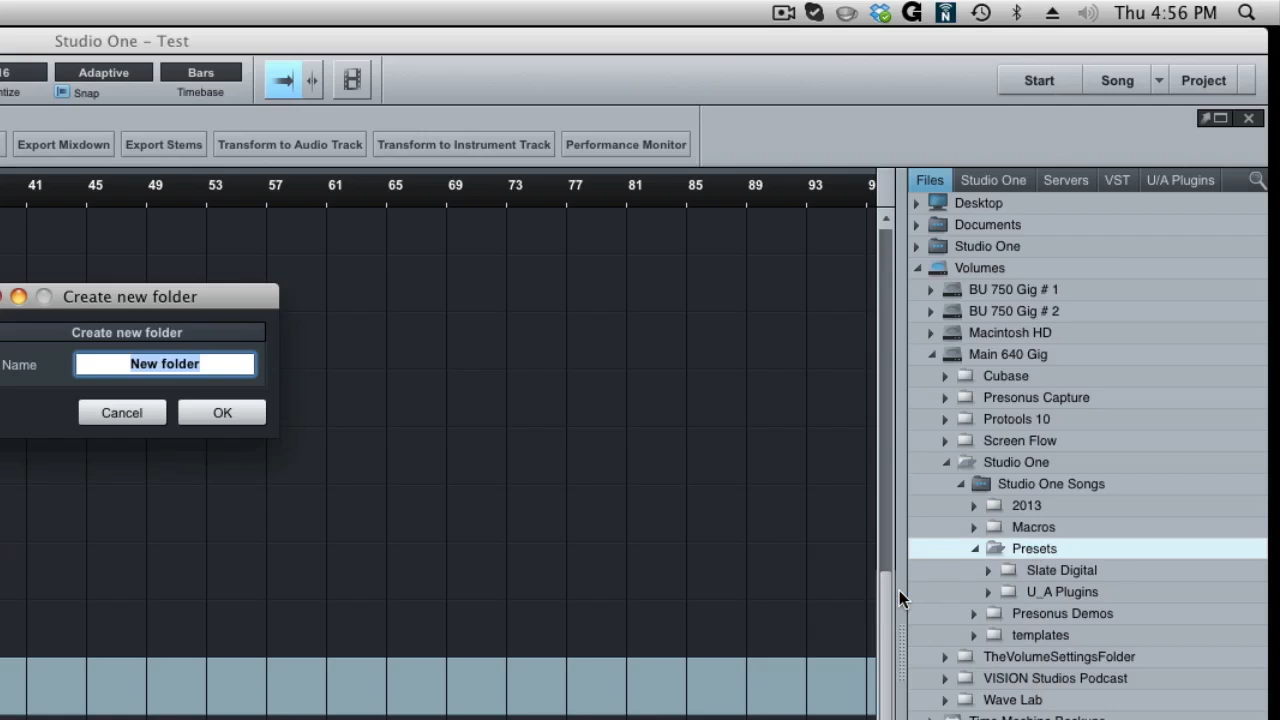 Thu 4:56 PM
Studio One – Test
16 Adaptive Bars
Snap Timebase
Start Song Project
Export Mixdown Export Stems Transform to Audio Track Transform to Instrument Track Performance Monitor
41 45 49 53 57 61 65 69 73 77 81 85 89 93
Files Studio One Servers VST U/A Plugins
Desktop
Documents
Studio One
Volumes
BU 750 Gig # 1
BU 750 Gig # 2
Macintosh HD
Main 640 Gig
Cubase
Presonus Capture
Protools 10
Screen Flow
Studio One
Studio One Songs
2013
Macros
Presets
Slate Digital
U_A Plugins
Presonus Demos
templates
TheVolumeSettingsFolder
VISION Studios Podcast
Wave Lab
Time Machine Backups
Create new folder
Create new folder
Name New folder
Cancel OK